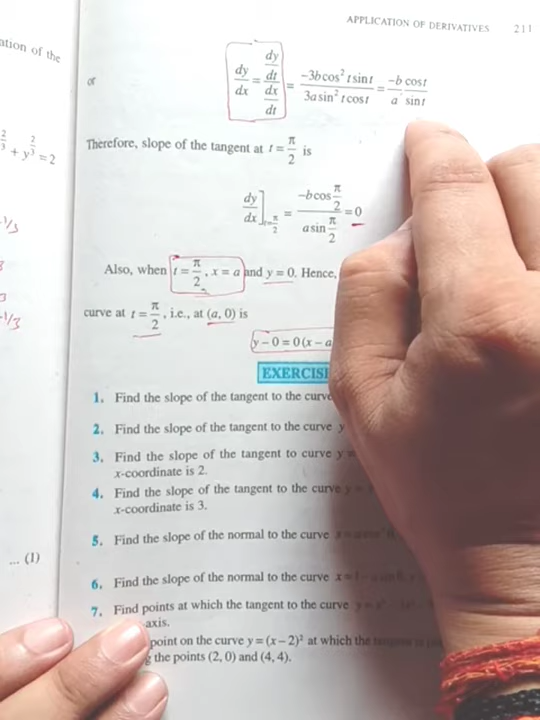 APPLICATION OF DERIVATIVES 211
ation of the
or dy/dx = (dy/dt)/(dx/dt) = (-3b cos² t sin t)/(3a sin² t cos t) = (-b/a) (cos t/sin t)
2/3 + y^(2/3) = 2
Therefore, slope of the tangent at t = π/2 is
dy/dx]_(t=π/2) = (-b cos π/2)/(a sin π/2) = 0
Also, when t = π/2, x = a and y = 0. Hence,
curve at t = π/2, i.e., at (a, 0) is
y – 0 = 0 (x – a
EXERCIS
1. Find the slope of the tangent to the curve
2. Find the slope of the tangent to the curve y
3. Find the slope of the tangent to curve y =
x-coordinate is 2.
4. Find the slope of the tangent to the curve y =
x-coordinate is 3.
5. Find the slope of the normal to the curve
... (1)
6. Find the slope of the normal to the curve x = 1 –
7. Find points at which the tangent to the curve y =
axis.
point on the curve y = (x – 2)² at which the
the points (2, 0) and (4, 4).